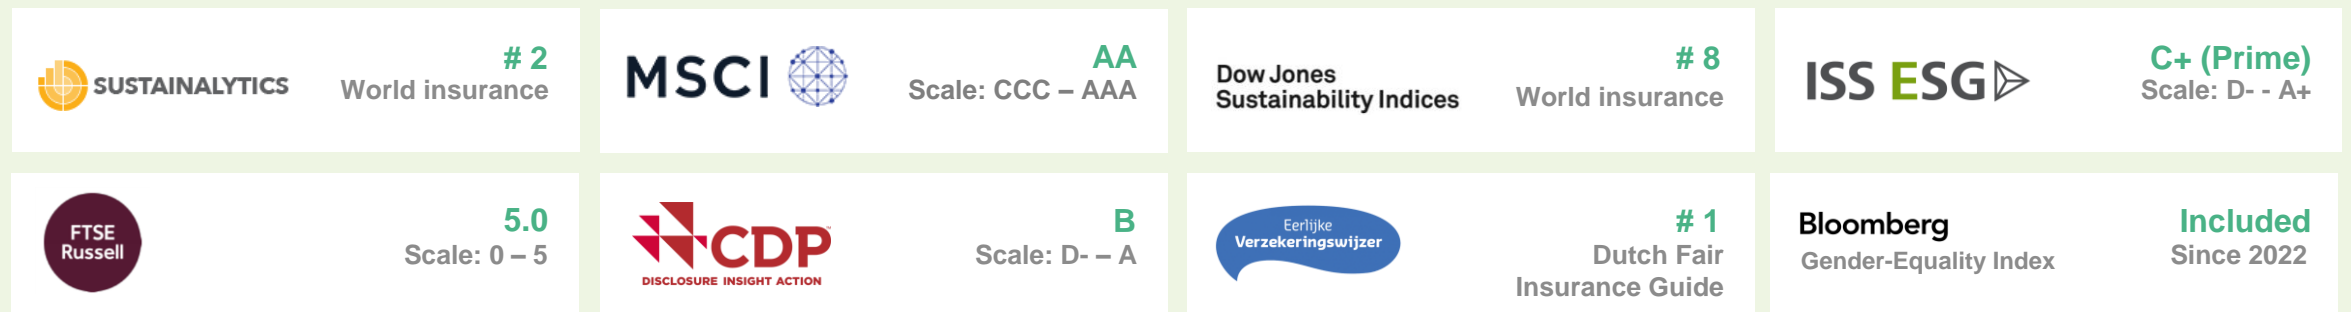 SUSTAINALYTICS
# 2
World insurance
MSCI
AA
Scale: CCC – AAA
Dow Jones
Sustainability Indices
# 8
World insurance
ISS ESG
C+ (Prime)
Scale: D- - A+
FTSE
Russell
5.0
Scale: 0 – 5
CDP
DISCLOSURE INSIGHT ACTION
B
Scale: D- – A
Eerlijke
Verzekeringswijzer
# 1
Dutch Fair
Insurance Guide
Bloomberg
Gender-Equality Index
Included
Since 2022